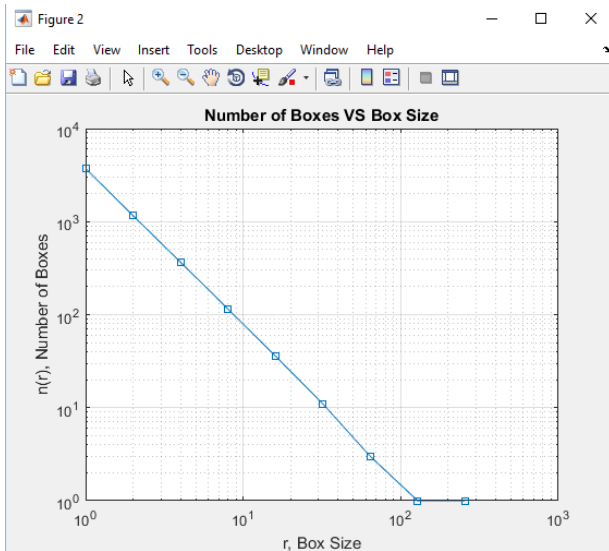 Figure 2
File Edit View Insert Tools Desktop Window Help
Number of Boxes VS Box Size
10⁴
10³
10²
10¹
10⁰
n(r), Number of Boxes
10⁰ 10¹ 10² 10³
r, Box Size